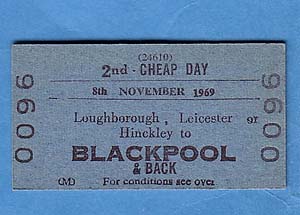 (24610)
2nd - CHEAP DAY
8th NOVEMBER 1969
Loughborough, Leicester or
Hinckley to
BLACKPOOL
& BACK
(M) For conditions see over
0096
0096